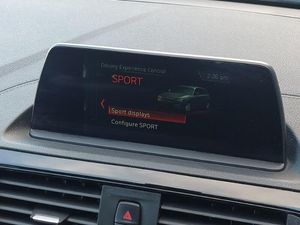 Driving Experience Control
SPORT
2:36 pm
Sport displays
Configure SPORT